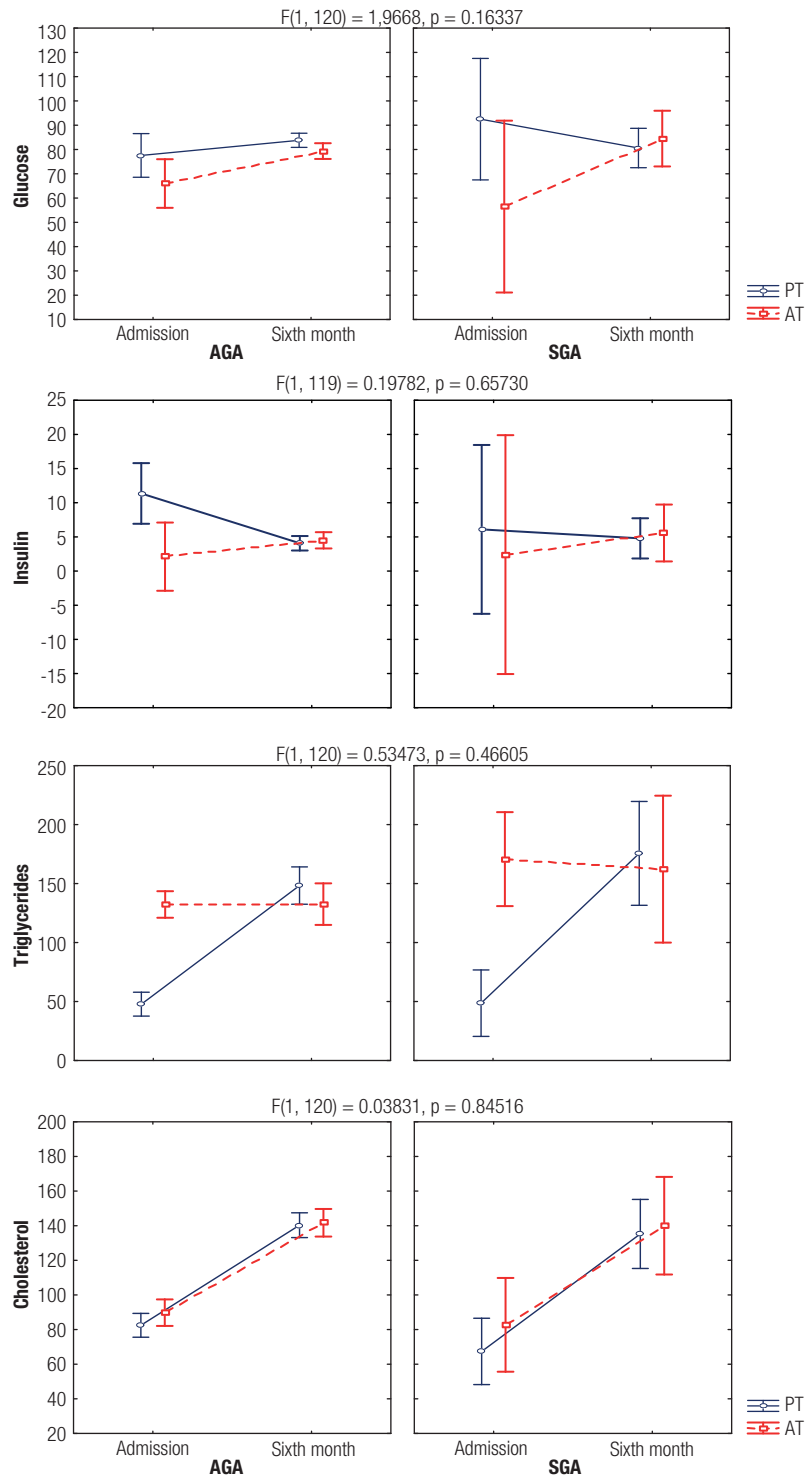 F(1, 120) = 1,9668, p = 0.16337
130
120
110
100
90
80
70
60
50
40
30
20
10
Glucose
Admission
Sixth month
AGA
Admission
Sixth month
SGA
PT
AT
F(1, 119) = 0.19782, p = 0.65730
25
20
15
10
5
0
-5
-10
-15
-20
Insulin
F(1, 120) = 0.53473, p = 0.46605
250
200
150
100
50
0
Triglycerides
F(1, 120) = 0.03831, p = 0.84516
200
180
160
140
120
100
80
60
40
20
Cholesterol
Admission
Sixth month
AGA
Admission
Sixth month
SGA
PT
AT